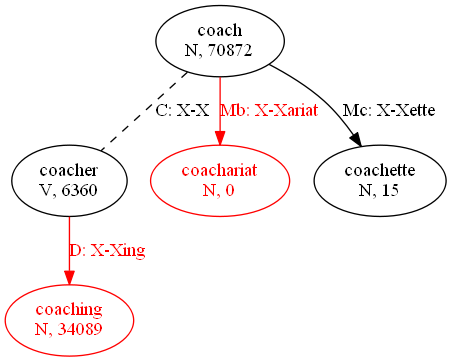 coach
N, 70872
C: X-X
Mb: X-Xariat
Mc: X-Xette
coacher
V, 6360
coachariat
N, 0
coachette
N, 15
D: X-Xing
coaching
N, 34089